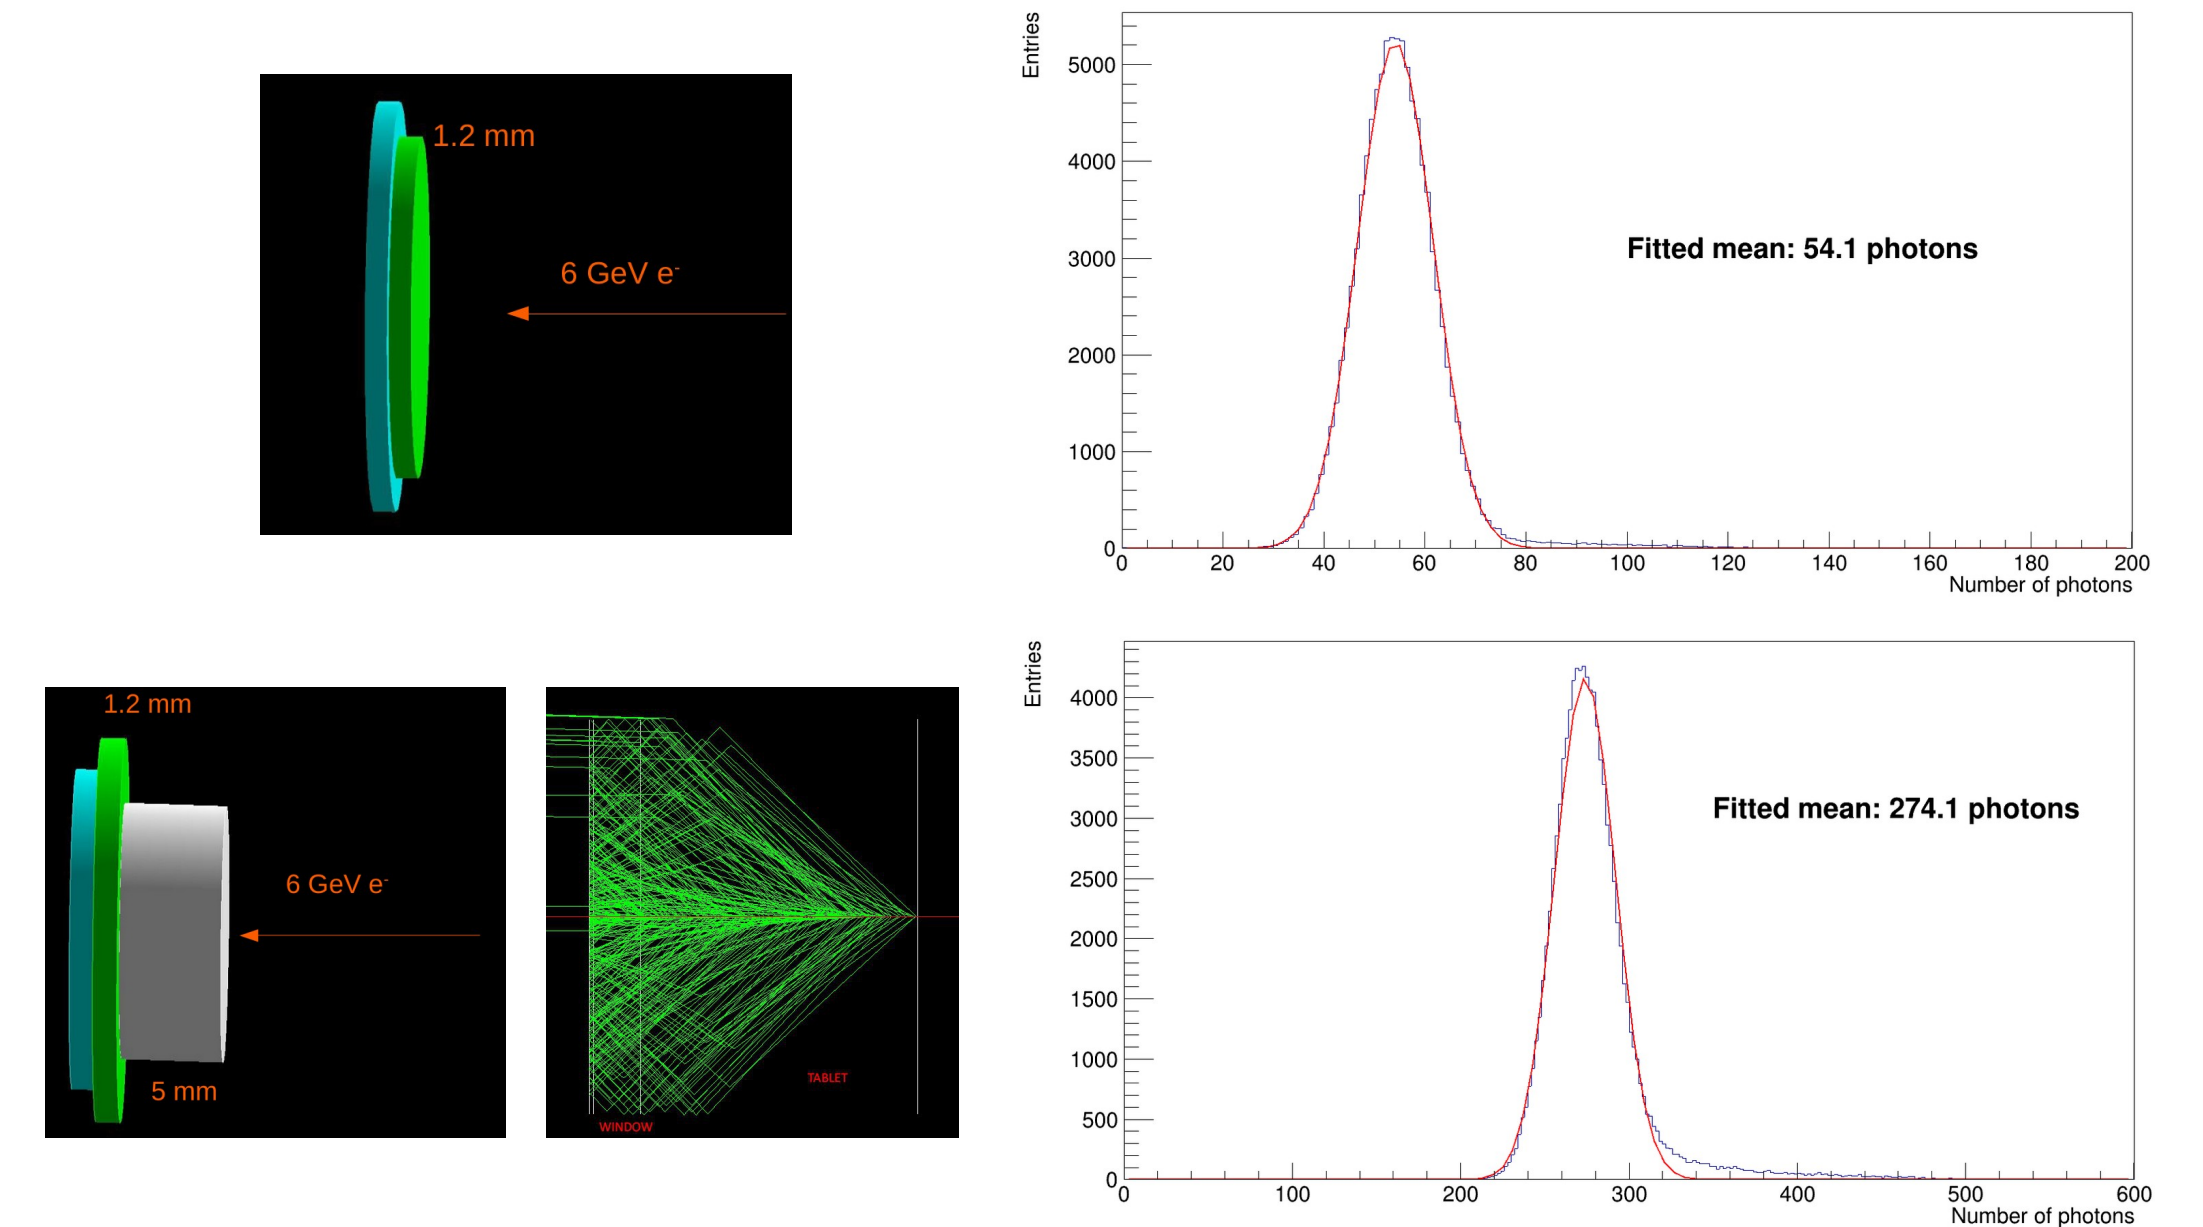 1.2 mm
6 GeV e-
Entries
5000
4000
3000
2000
1000
0
Fitted mean: 54.1 photons
0 20 40 60 80 100 120 140 160 180 200
Number of photons
1.2 mm
6 GeV e-
5 mm
TABLET
WINDOW
Entries
4000
3500
3000
2500
2000
1500
1000
500
0
Fitted mean: 274.1 photons
0 100 200 300 400 500 600
Number of photons